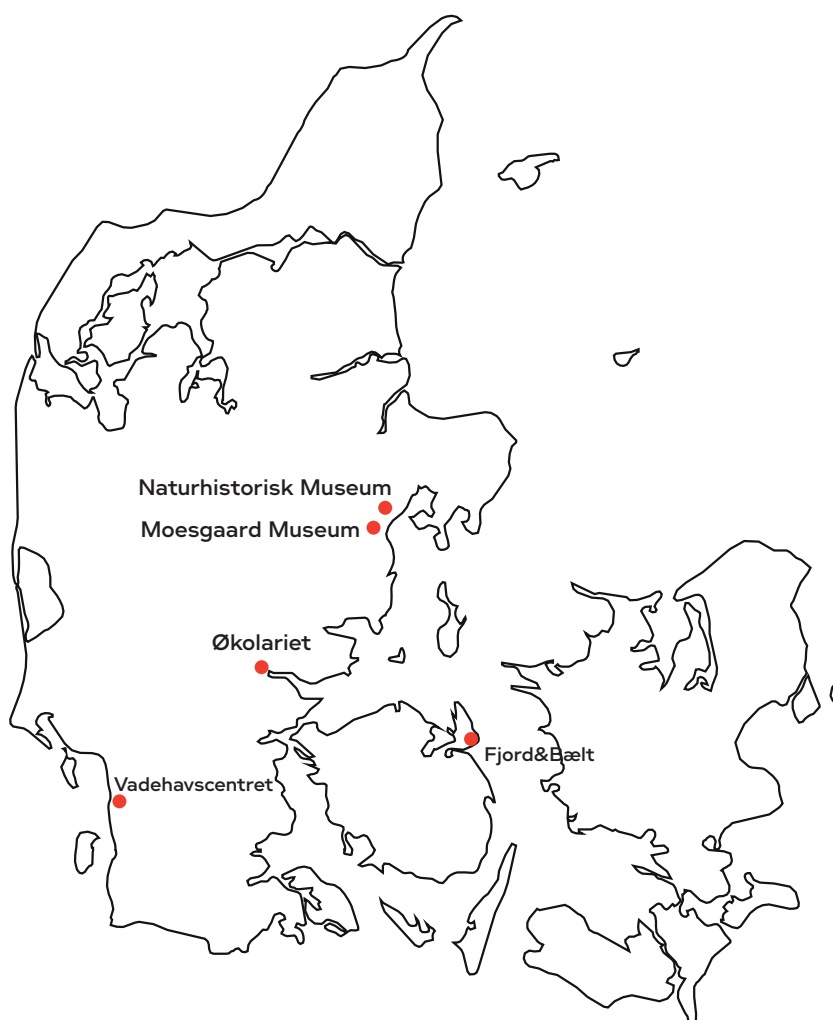 Naturhistorisk Museum
Moesgaard Museum
Økolariet
Fjord&Bælt
Vadehavscentret